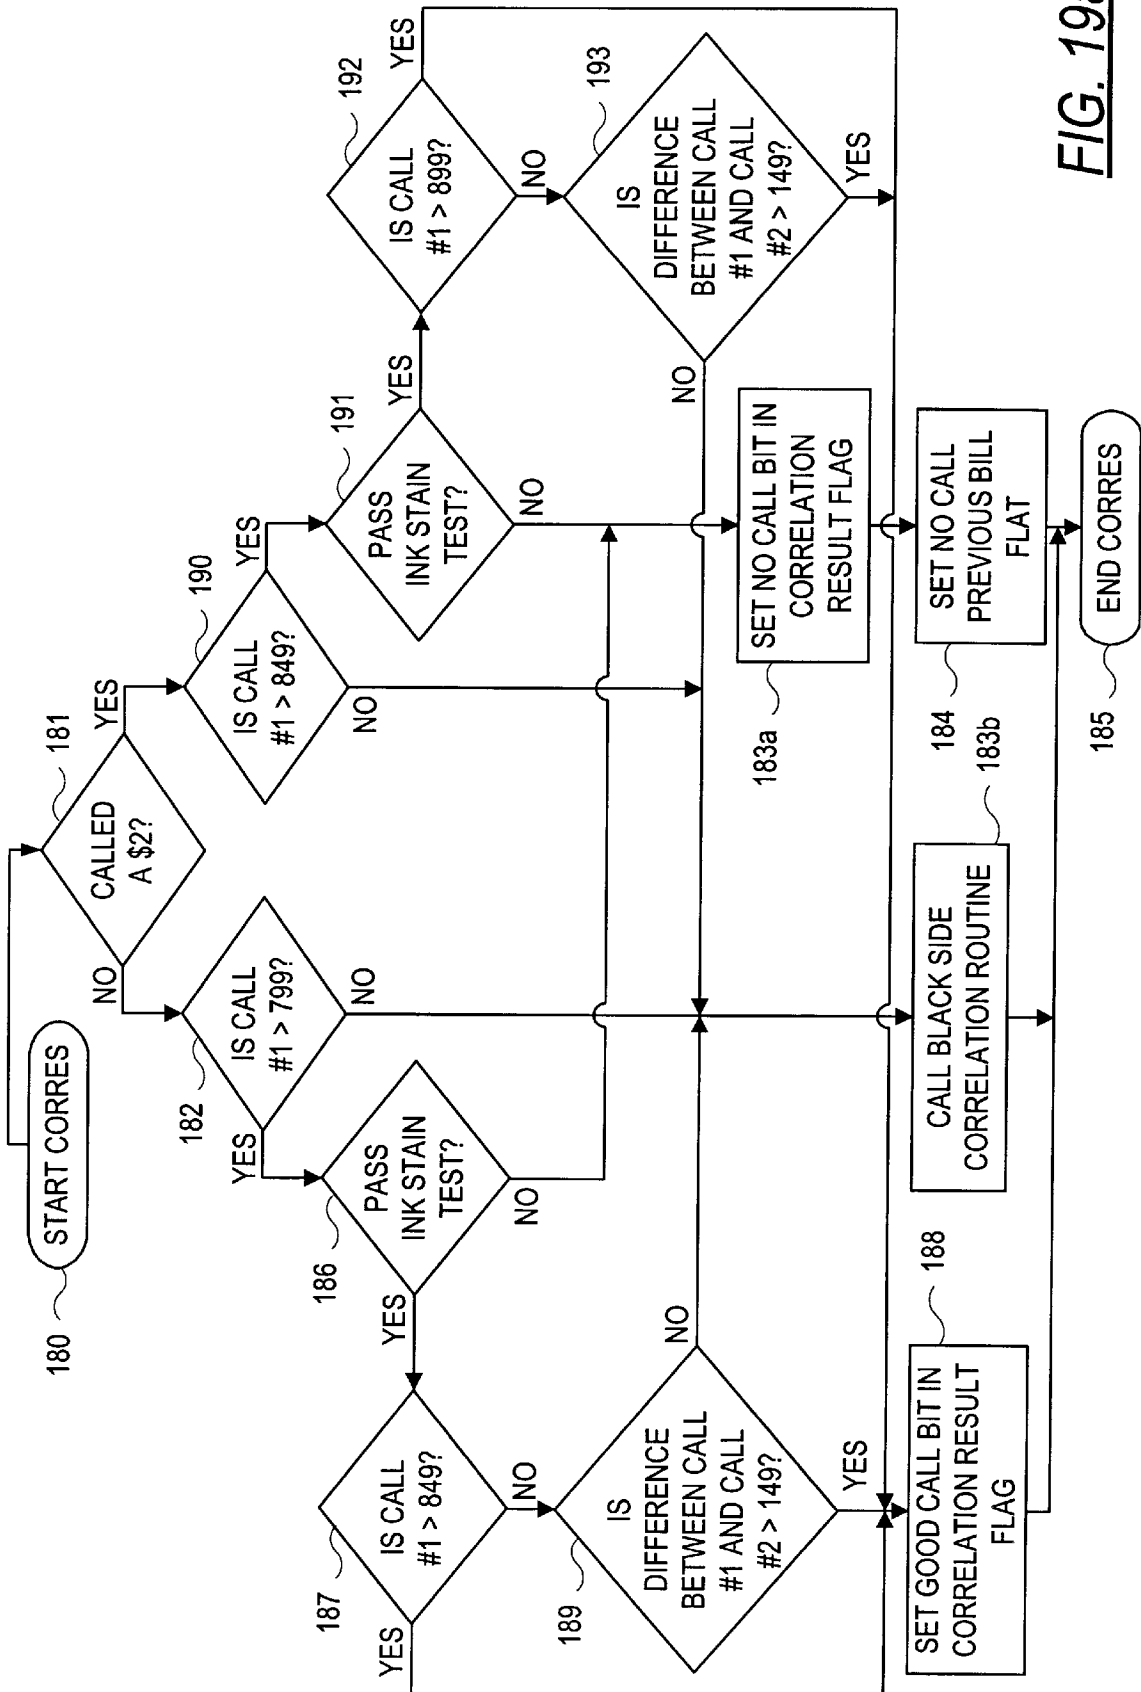 START CORRES
180
CALLED
A $2?
181
NO
YES
IS CALL
#1 > 799?
182
YES
NO
IS CALL
#1 > 849?
190
YES
NO
PASS
INK STAIN
TEST?
186
YES
NO
PASS
INK STAIN
TEST?
191
YES
NO
IS CALL
#1 > 849?
187
YES
NO
IS CALL
#1 > 899?
192
YES
NO
IS
DIFFERENCE
BETWEEN CALL
#1 AND CALL
#2 > 149?
189
NO
YES
IS
DIFFERENCE
BETWEEN CALL
#1 AND CALL
#2 > 149?
193
NO
YES
SET NO CALL BIT IN
CORRELATION
RESULT FLAG
183a
SET GOOD CALL BIT IN
CORRELATION RESULT
FLAG
188
CALL BLACK SIDE
CORRELATION ROUTINE
183b
SET NO CALL
PREVIOUS BILL
FLAT
184
END CORRES
185